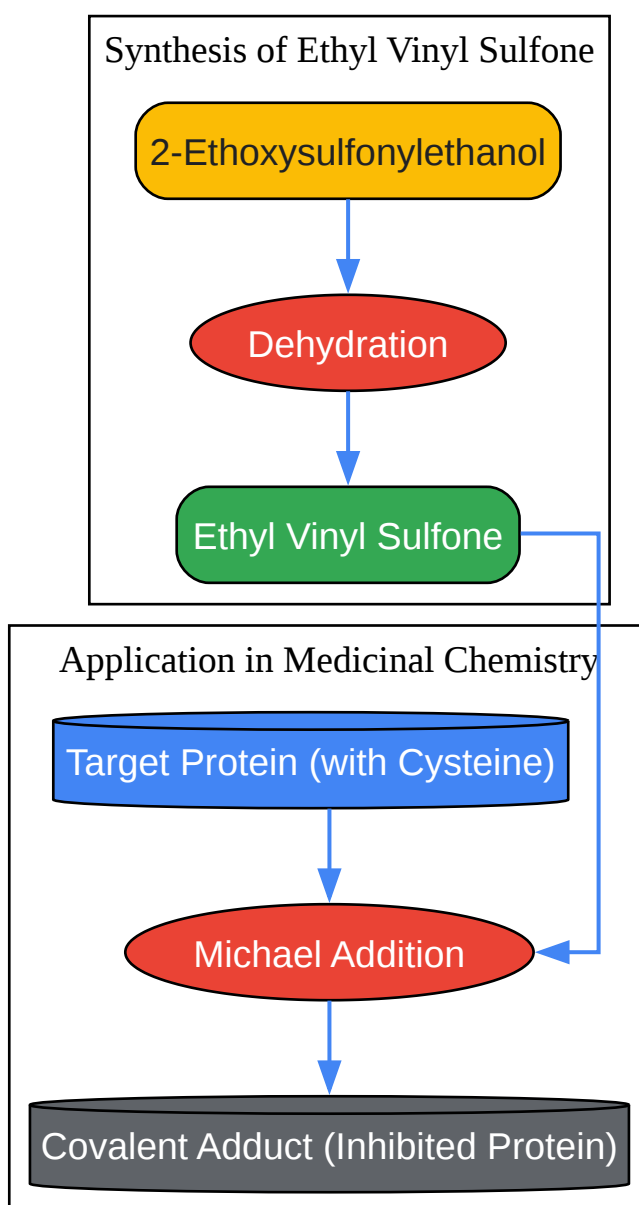 Synthesis of Ethyl Vinyl Sulfone
2-Ethoxysulfonylethanol
Dehydration
Ethyl Vinyl Sulfone
Application in Medicinal Chemistry
Target Protein (with Cysteine)
Michael Addition
Covalent Adduct (Inhibited Protein)